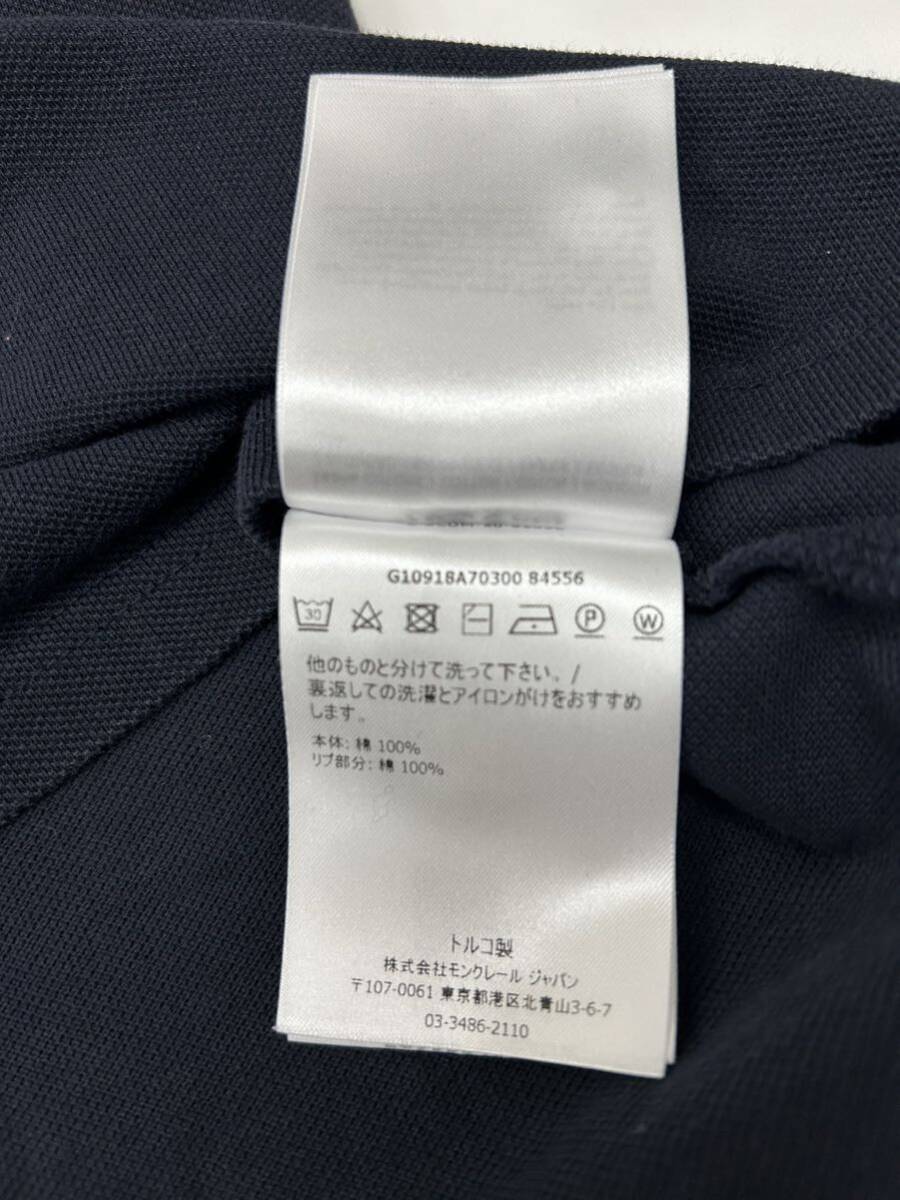 G10918A70300 84556
30
P
W
他のものと分けて洗って下さい。/
裏返しての洗濯とアイロンがけをおすすめ
します。
本体: 綿 100%
リブ部分: 綿 100%
トルコ製
株式会社モンクレール ジャパン
〒107-0061 東京都港区北青山3-6-7
03-3486-2110